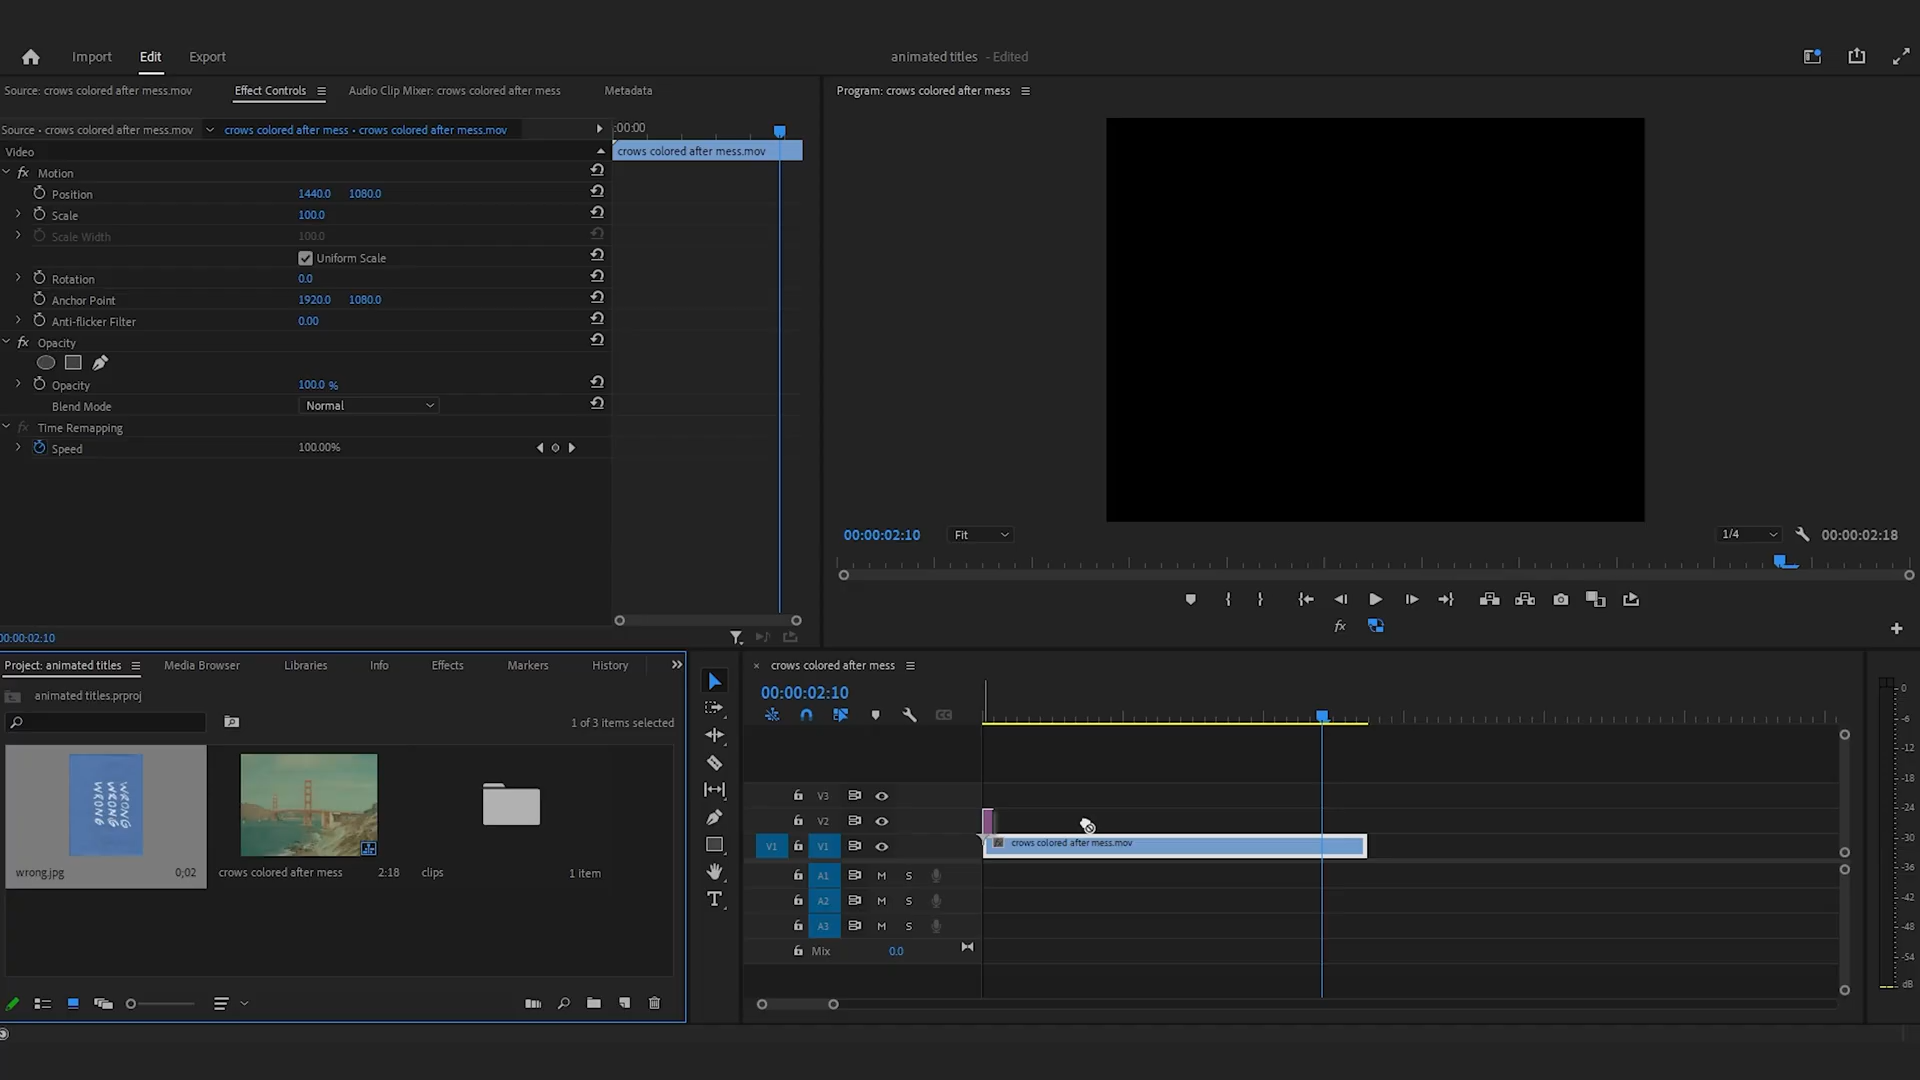 Import Edit Export animated titles - Edited
Source: crows colored after mess.mov Effect Controls Audio Clip Mixer: crows colored after mess Metadata Program: crows colored after mess
Source • crows colored after mess.mov crows colored after mess • crows colored after mess.mov :00:00
Video crows colored after mess.mov
fx Motion
Position 1440.0 1080.0
Scale 100.0
Scale Width 100.0
Uniform Scale
Rotation 0.0
Anchor Point 1920.0 1080.0
Anti-flicker Filter 0.00
fx Opacity
Opacity 100.0 %
Blend Mode Normal
fx Time Remapping
Speed 100.00%
00:00:02:10 Fit 1/4 00:00:02:18
fx
00:00:02:10
Project: animated titles Media Browser Libraries Info Effects Markers History
animated titles.prproj
1 of 3 items selected
WRONG
WRONG
WRONG
wrong.jpg 0;02
crows colored after mess 2:18
clips 1 item
× crows colored after mess
00:00:02:10
CC
V3
V2
V1 V1 crows colored after mess.mov
A1 M S
A2 M S
A3 M S
Mix 0.0
T
0
-6
-12
-18
-24
-30
-36
-42
-48
-54
dB